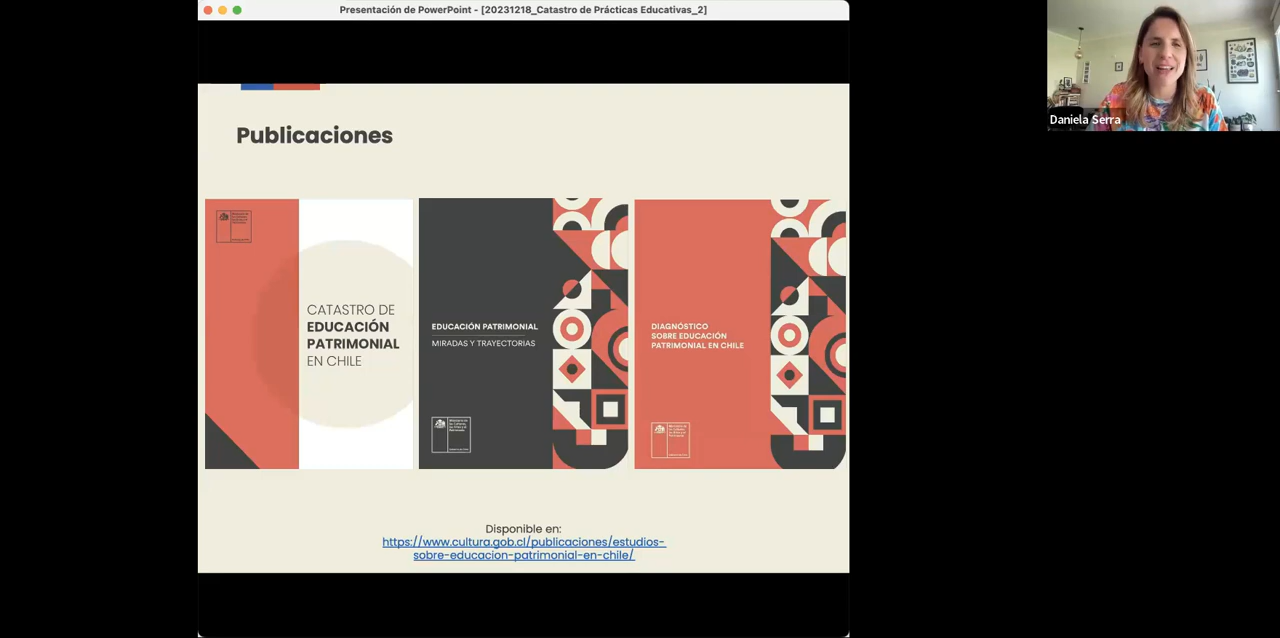 Presentación de PowerPoint - [20231218_Catastro de Prácticas Educativas_2]
Daniela Serra
Publicaciones
CATASTRO DE
EDUCACIÓN
PATRIMONIAL
EN CHILE
EDUCACIÓN PATRIMONIAL
MIRADAS Y TRAYECTORIAS
DIAGNÓSTICO
SOBRE EDUCACIÓN
PATRIMONIAL EN CHILE
Disponible en:
https://www.cultura.gob.cl/publicaciones/estudios-
sobre-educacion-patrimonial-en-chile/